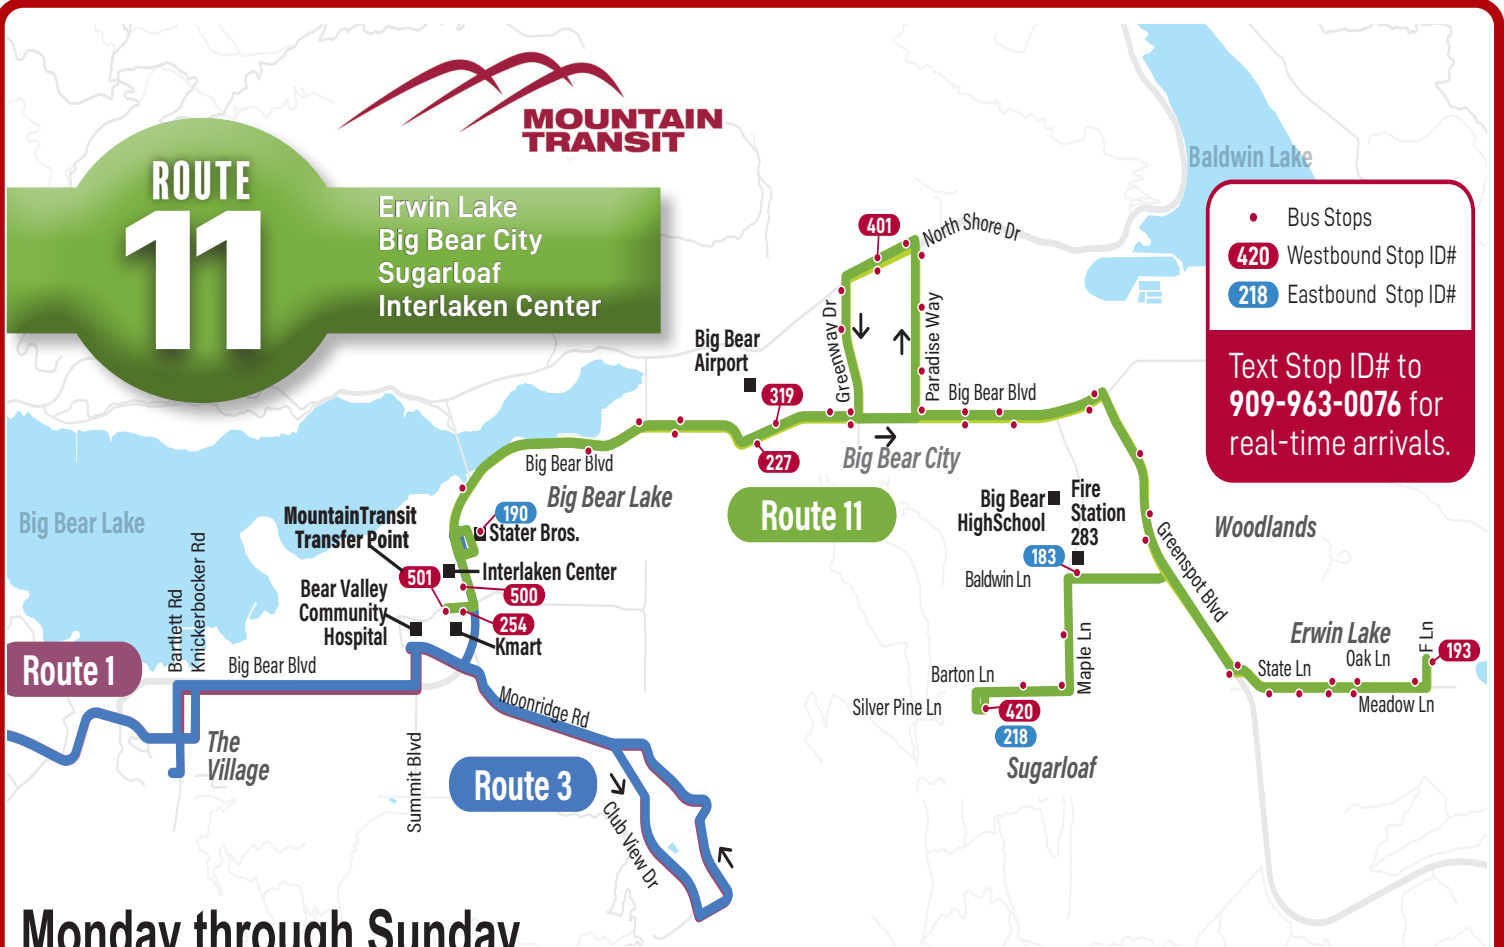 MOUNTAIN
TRANSIT
ROUTE
11
Erwin Lake
Big Bear City
Sugarloaf
Interlaken Center
Baldwin Lake
Bus Stops
420 Westbound Stop ID#
218 Eastbound Stop ID#
Text Stop ID# to
909-963-0076 for
real-time arrivals.
401
North Shore Dr
Greenway Dr
Paradise Way
Big Bear
Airport
319
Big Bear Blvd
227
Big Bear City
Big Bear Blvd
Big Bear Lake
Route 11
Big Bear
HighSchool
Fire
Station
283
Woodlands
Greenspot Blvd
183
Baldwin Ln
Big Bear Lake
MountainTransit
Transfer Point
190
Stater Bros.
501
Interlaken Center
500
Bear Valley
Community
Hospital
254
Kmart
Bartlett Rd
Knickerbocker Rd
Route 1
Big Bear Blvd
Maple Ln
Barton Ln
Silver Pine Ln
420
218
Sugarloaf
Erwin Lake
F Ln
193
State Ln
Oak Ln
Meadow Ln
The
Village
Summit Blvd
Moonridge Rd
Route 3
Club View Dr
Monday through Sunday